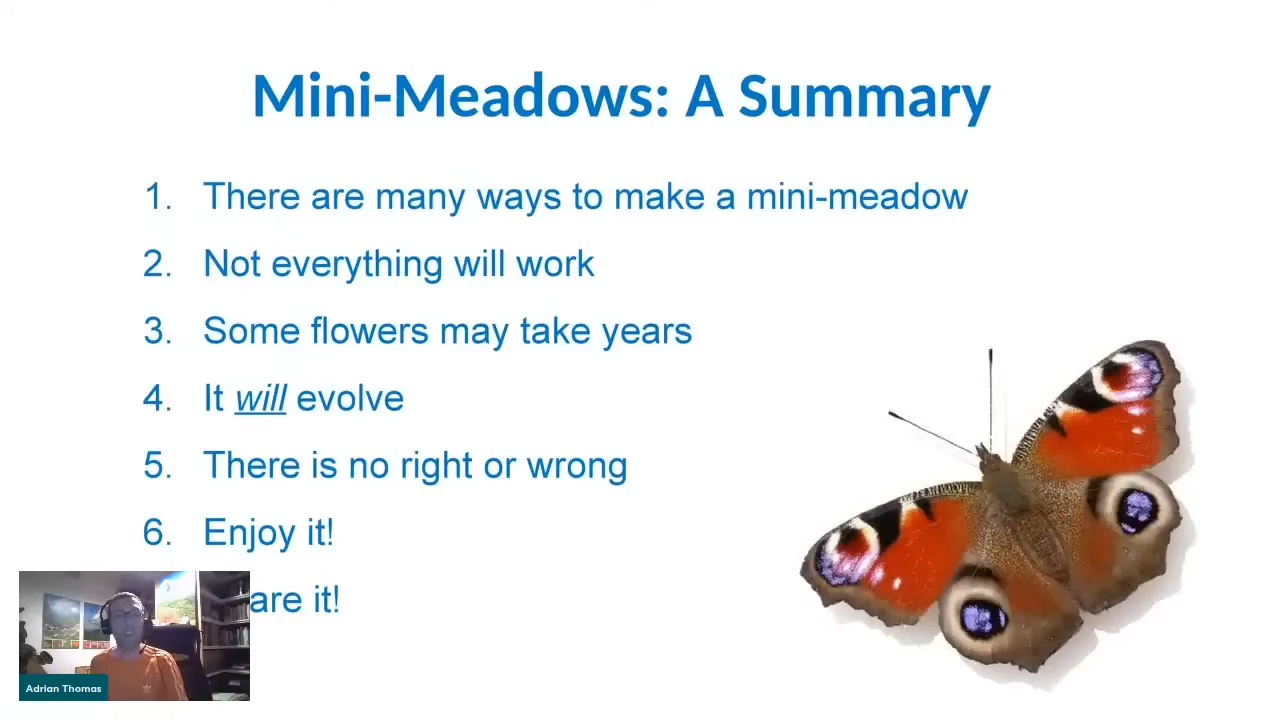 Mini-Meadows: A Summary
1. There are many ways to make a mini-meadow
2. Not everything will work
3. Some flowers may take years
4. It will evolve
5. There is no right or wrong
6. Enjoy it!
it!
Adrian Thomas